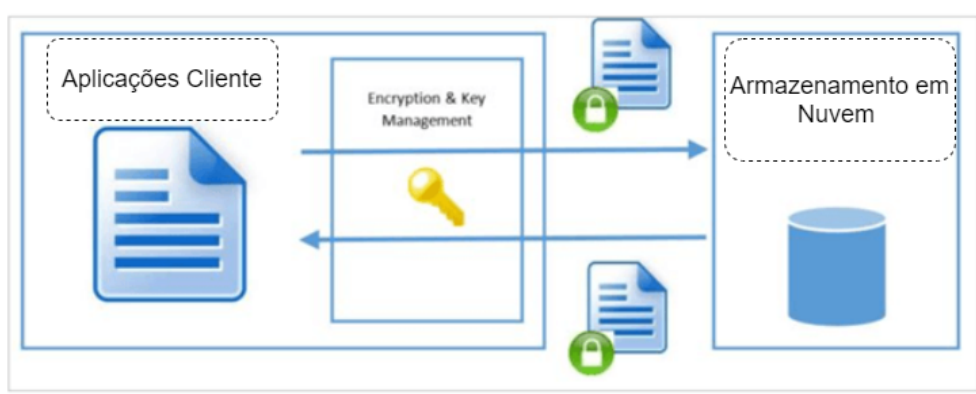 Aplicações Cliente
Encryption & Key
Management
Armazenamento em
Nuvem